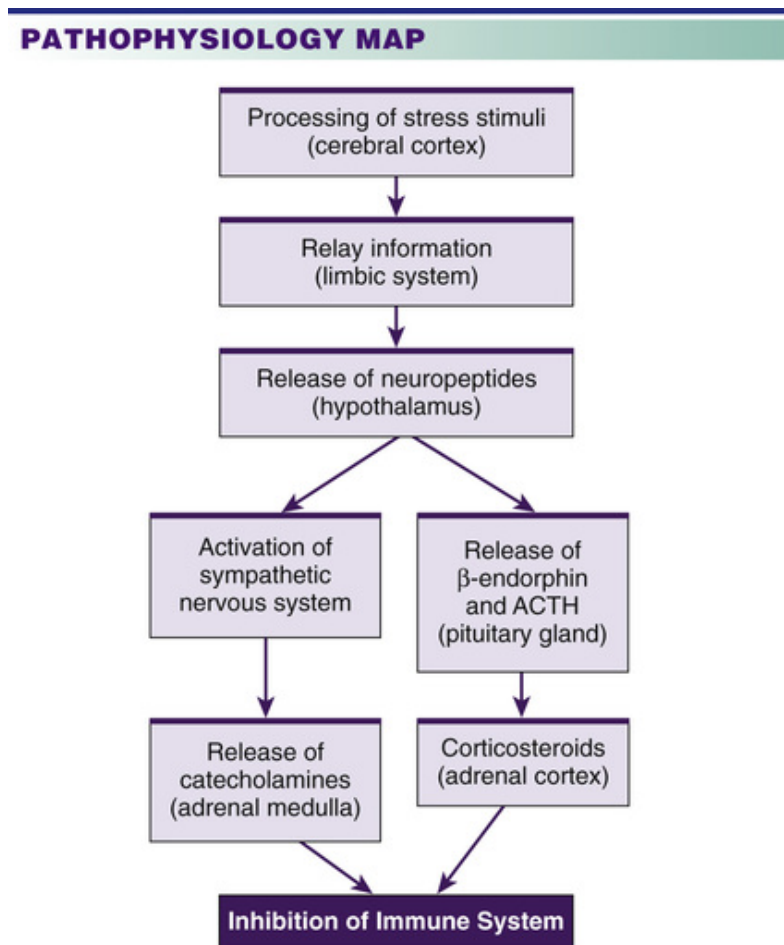 PATHOPHYSIOLOGY MAP
Processing of stress stimuli
(cerebral cortex)
Relay information
(limbic system)
Release of neuropeptides
(hypothalamus)
Activation of
sympathetic
nervous system
Release of
β-endorphin
and ACTH
(pituitary gland)
Release of
catecholamines
(adrenal medulla)
Corticosteroids
(adrenal cortex)
Inhibition of Immune System